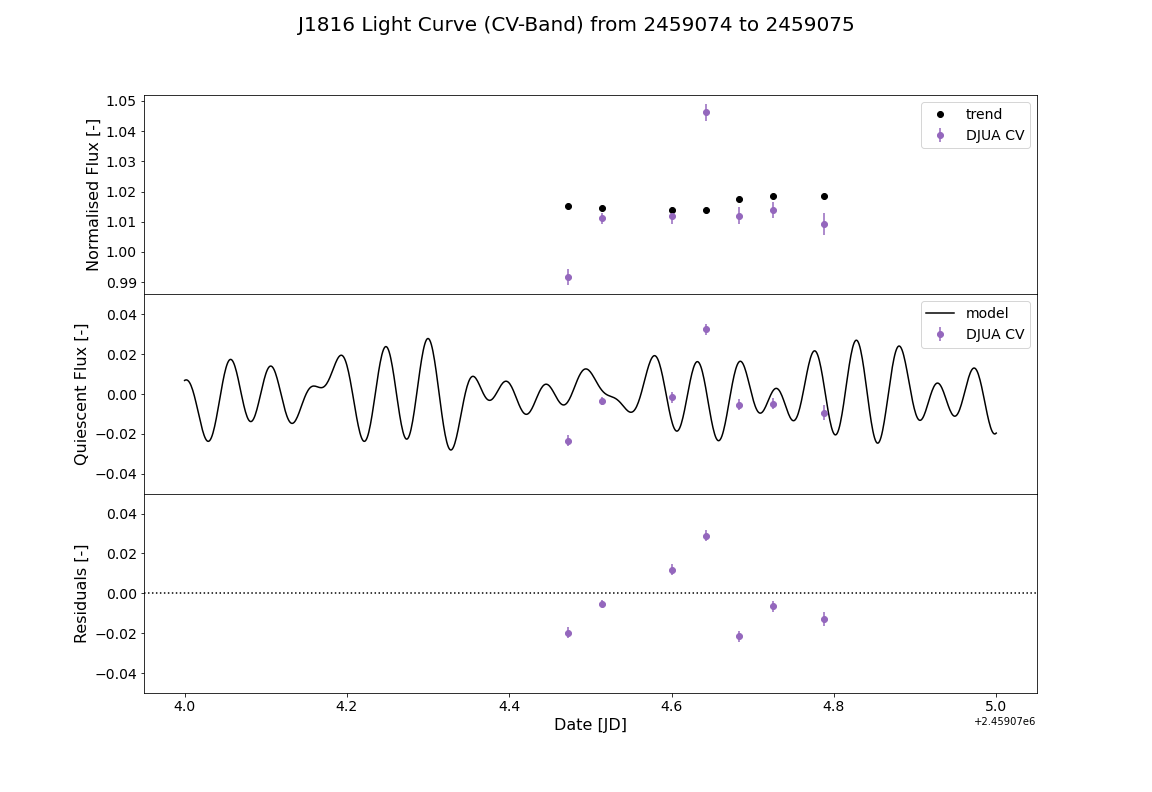 J1816 Light Curve (CV-Band) from 2459074 to 2459075
Normalised Flux [-]
1.05
1.04
1.03
1.02
1.01
1.00
0.99
trend
DJUA CV
Quiescent Flux [-]
0.04
0.02
0.00
−0.02
−0.04
model
DJUA CV
Residuals [-]
0.04
0.02
0.00
−0.02
−0.04
4.0 4.2 4.4 4.6 4.8 5.0
Date [JD]
+2.45907e6